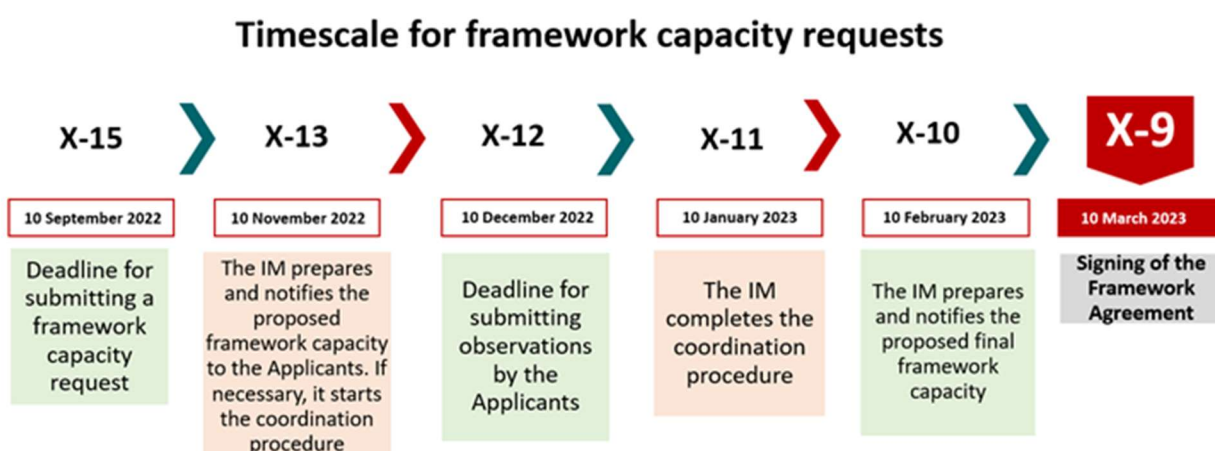 Timescale for framework capacity requests
X-15
X-13
X-12
X-11
X-10
X-9
10 September 2022
10 November 2022
10 December 2022
10 January 2023
10 February 2023
10 March 2023
Deadline for
submitting a
framework
capacity
request
The IM prepares
and notifies the
proposed
framework capacity
to the Applicants. If
necessary, it starts
the coordination
procedure
Deadline for
submitting
observations
by the
Applicants
The IM
completes the
coordination
procedure
The IM prepares
and notifies the
proposed final
framework
capacity
Signing of the
Framework
Agreement